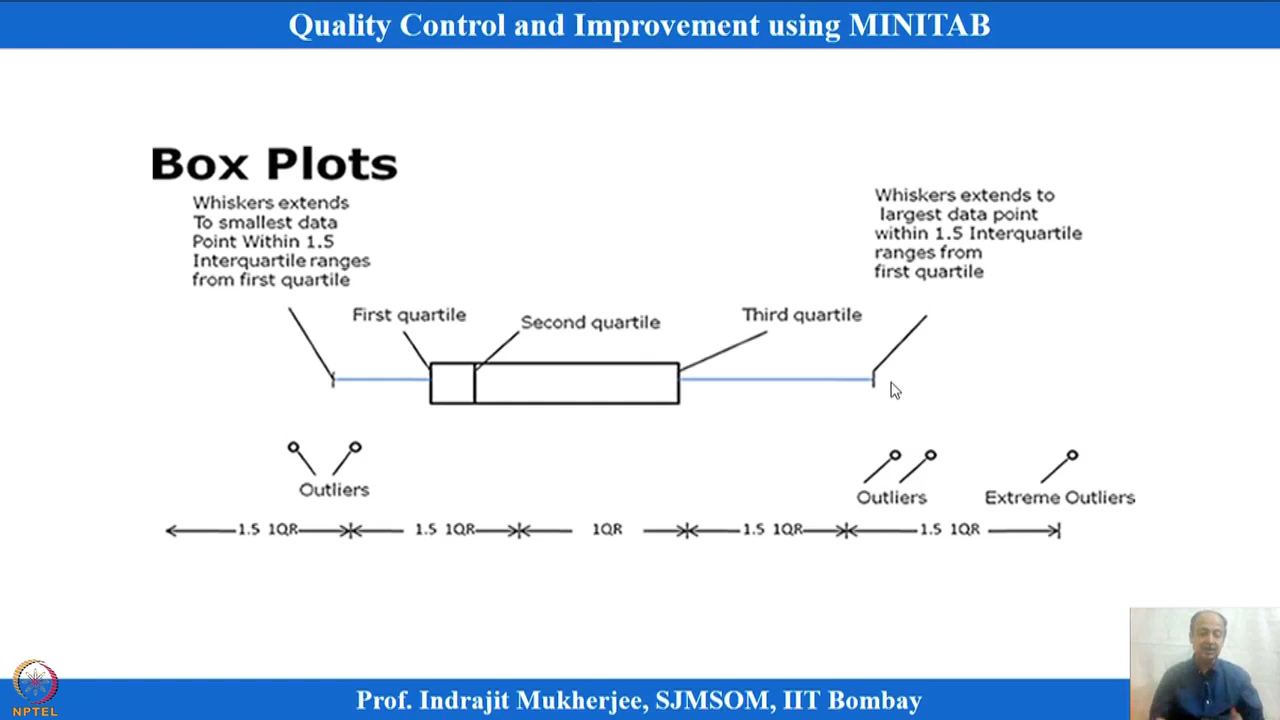 Quality Control and Improvement using MINITAB
Box Plots
Whiskers extends
To smallest data
Point Within 1.5
Interquartile ranges
from first quartile
Whiskers extends to
largest data point
within 1.5 Interquartile
ranges from
first quartile
First quartile
Second quartile
Third quartile
Outliers
Outliers
Extreme Outliers
1.5 1QR
1.5 1QR
1QR
1.5 1QR
1.5 1QR
NPTEL
Prof. Indrajit Mukherjee, SJMSOM, IIT Bombay